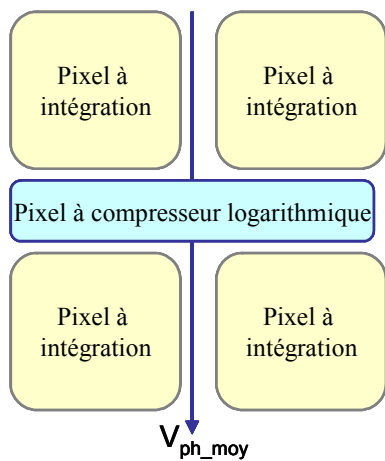 Pixel à
intégration
Pixel à
intégration
Pixel à compresseur logarithmique
Pixel à
intégration
Pixel à
intégration
Vph_moy